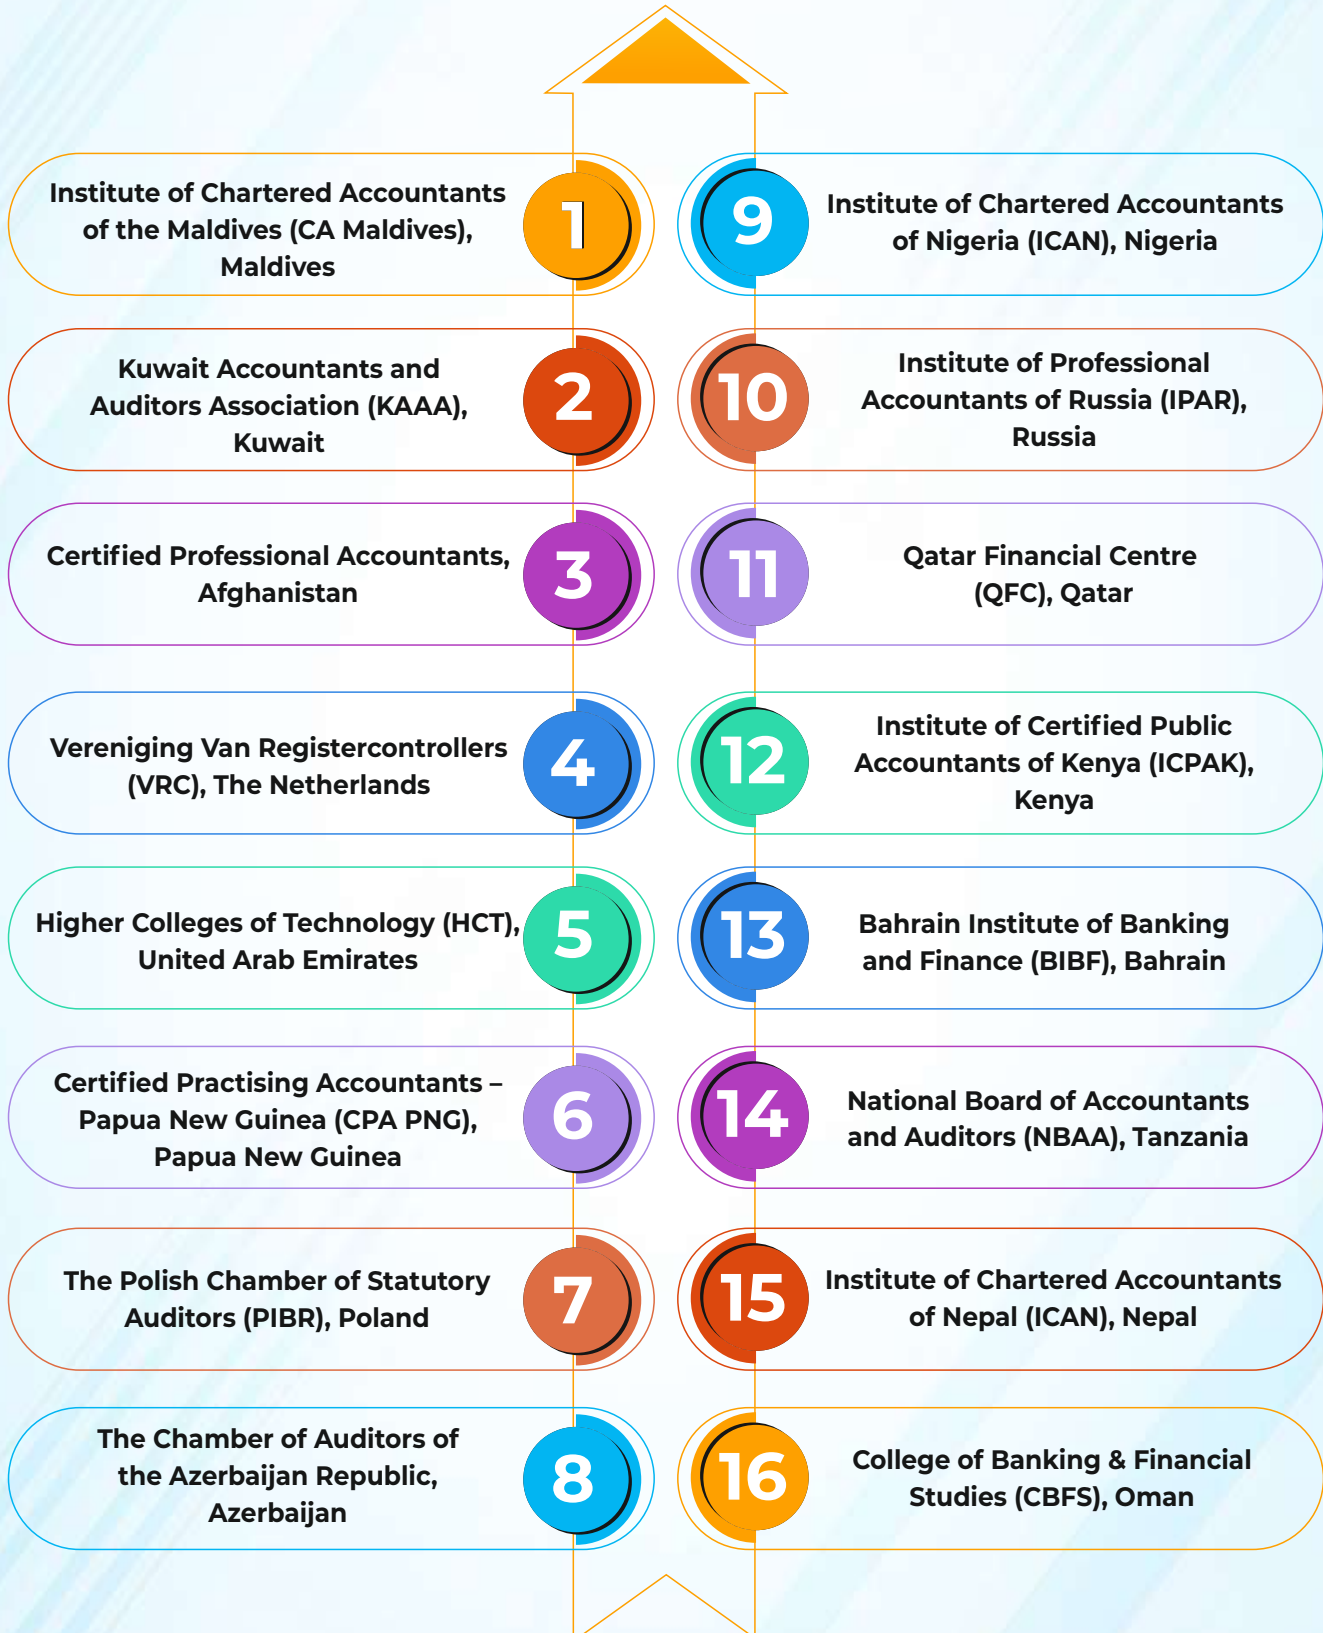 Institute of Chartered Accountants
of the Maldives (CA Maldives),
Maldives
1
Kuwait Accountants and
Auditors Association (KAAA),
Kuwait
2
Certified Professional Accountants,
Afghanistan
3
Vereniging Van Registercontrollers
(VRC), The Netherlands
4
Higher Colleges of Technology (HCT),
United Arab Emirates
5
Certified Practising Accountants –
Papua New Guinea (CPA PNG),
Papua New Guinea
6
The Polish Chamber of Statutory
Auditors (PIBR), Poland
7
The Chamber of Auditors of
the Azerbaijan Republic,
Azerbaijan
8
9
Institute of Chartered Accountants
of Nigeria (ICAN), Nigeria
10
Institute of Professional
Accountants of Russia (IPAR),
Russia
11
Qatar Financial Centre
(QFC), Qatar
12
Institute of Certified Public
Accountants of Kenya (ICPAK),
Kenya
13
Bahrain Institute of Banking
and Finance (BIBF), Bahrain
14
National Board of Accountants
and Auditors (NBAA), Tanzania
15
Institute of Chartered Accountants
of Nepal (ICAN), Nepal
16
College of Banking & Financial
Studies (CBFS), Oman